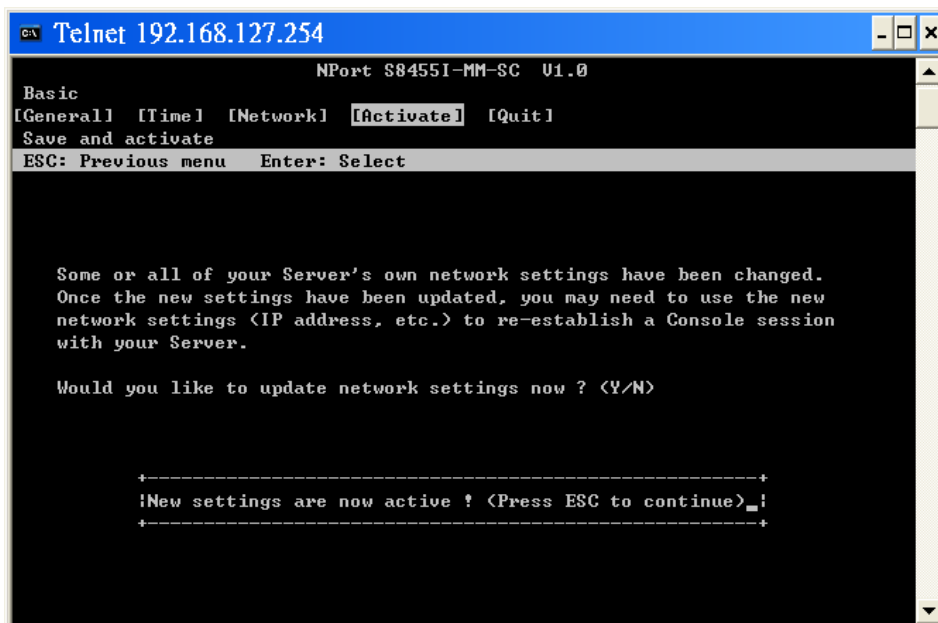 Telnet 192.168.127.254
NPort S8455I-MM-SC V1.0
Basic
[General] [Time] [Network] [Activate] [Quit]
Save and activate
ESC: Previous menu Enter: Select
Some or all of your Server's own network settings have been changed.
Once the new settings have been updated, you may need to use the new
network settings (IP address, etc.) to re-establish a Console session
with your Server.
Would you like to update network settings now ? (Y/N)
+-------------------------------------------------------+
|New settings are now active ! (Press ESC to continue)_|
+-------------------------------------------------------+